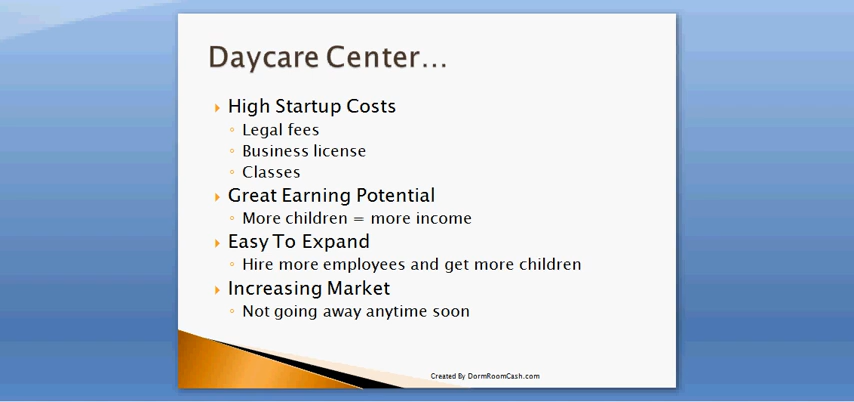 Daycare Center...
High Startup Costs
Legal fees
Business license
Classes
Great Earning Potential
More children = more income
Easy To Expand
Hire more employees and get more children
Increasing Market
Not going away anytime soon
Created By DormRoomCash.com